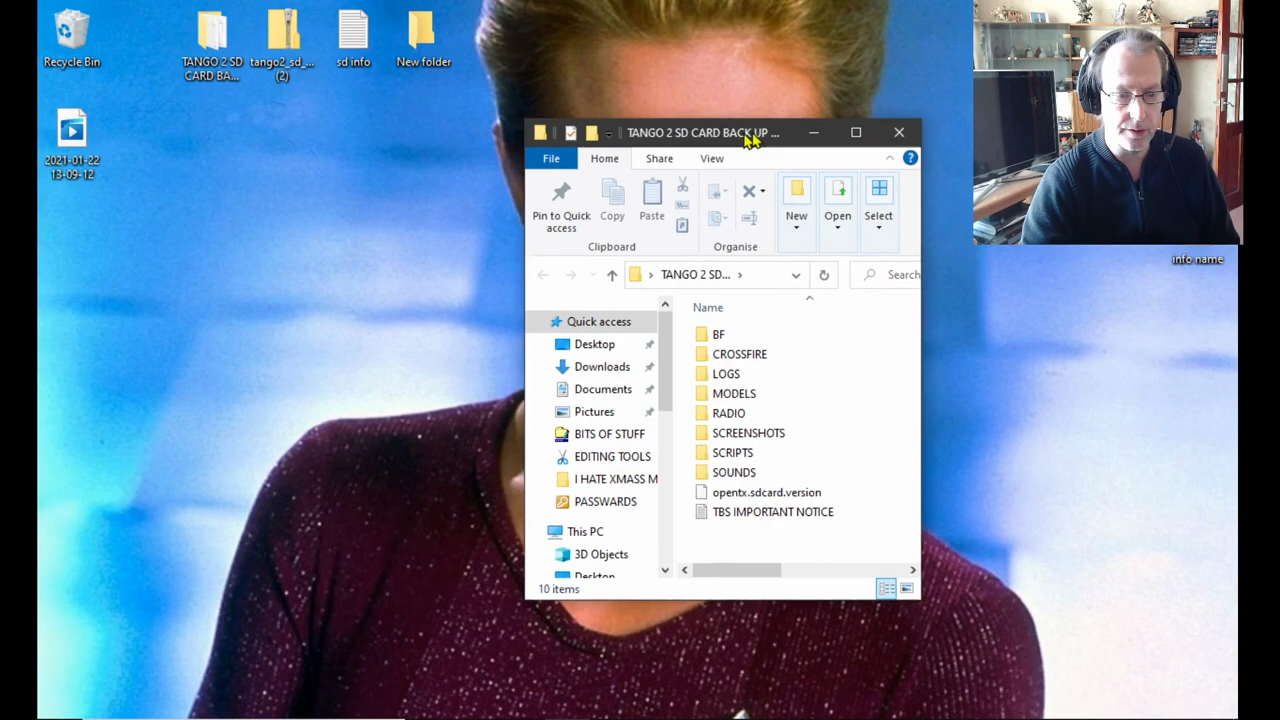 Recycle Bin
TANGO 2 SD
CARD BA...
tango2_sd_...
(2)
sd info
New folder
2021-01-22
13-09-12
info name
TANGO 2 SD CARD BACK UP ...
File
Home
Share
View
Pin to Quick
access
Copy
Paste
New
Open
Select
Clipboard
Organise
TANGO 2 SD...
Search
Name
Quick access
Desktop
Downloads
Documents
Pictures
BITS OF STUFF
EDITING TOOLS
I HATE XMASS M
PASSWARDS
This PC
3D Objects
Desktop
BF
CROSSFIRE
LOGS
MODELS
RADIO
SCREENSHOTS
SCRIPTS
SOUNDS
opentx.sdcard.version
TBS IMPORTANT NOTICE
10 items